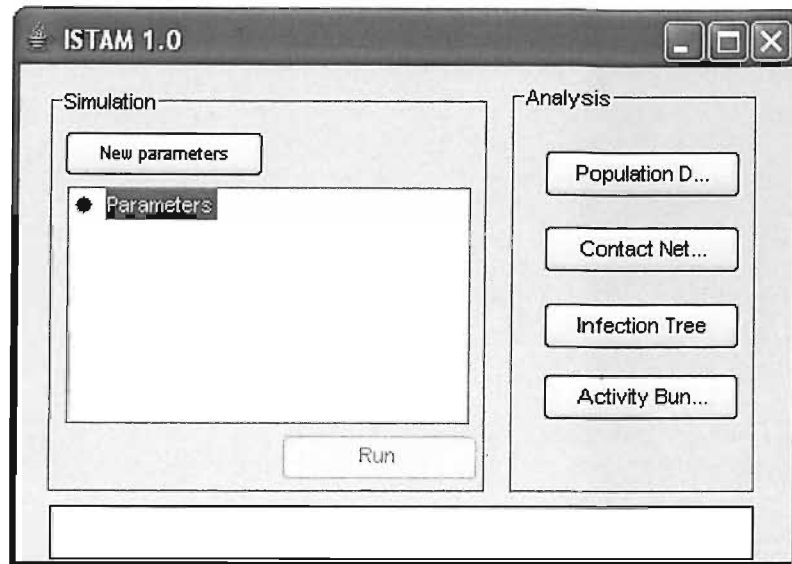 ISTAM 1.0
Simulation
New parameters
Parameters
Run
Analysis
Population D...
Contact Net...
Infection Tree
Activity Bun...